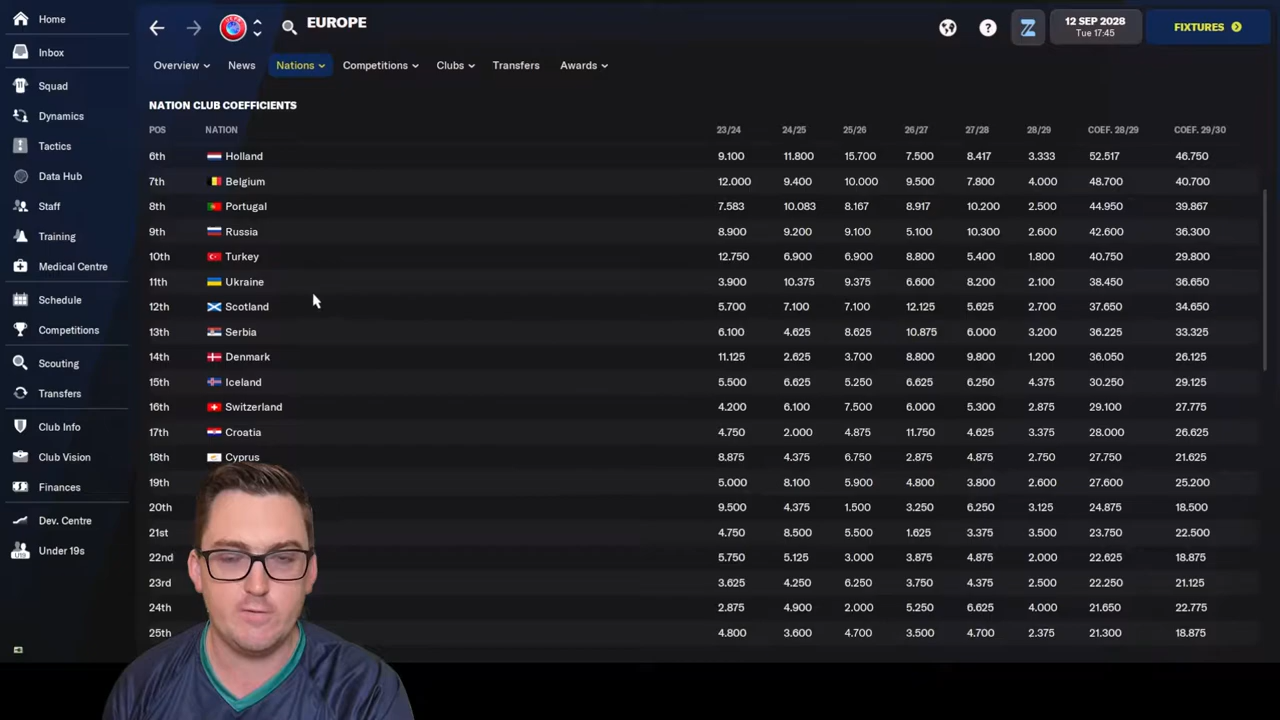 Home
Inbox
Squad
Dynamics
Tactics
Data Hub
Staff
Training
Medical Centre
Schedule
Competitions
Scouting
Transfers
Club Info
Club Vision
Finances
Dev. Centre
Under 19s
EUROPE
12 SEP 2028
Tue 17:45
FIXTURES
Overview News Nations Competitions Clubs Transfers Awards
NATION CLUB COEFFICIENTS
POS NATION 23/24 24/25 25/26 26/27 27/28 28/29 COEF. 28/29 COEF. 29/30
6th Holland 9.100 11.800 15.700 7.500 8.417 3.333 52.517 46.750
7th Belgium 12.000 9.400 10.000 9.500 7.800 4.000 48.700 40.700
8th Portugal 7.583 10.083 8.167 8.917 10.200 2.500 44.950 39.867
9th Russia 8.900 9.200 9.100 5.100 10.300 2.600 42.600 36.300
10th Turkey 12.750 6.900 6.900 8.800 5.400 1.800 40.750 29.800
11th Ukraine 3.900 10.375 9.375 6.600 8.200 2.100 38.450 36.650
12th Scotland 5.700 7.100 7.100 12.125 5.625 2.700 37.650 34.650
13th Serbia 6.100 4.625 8.625 10.875 6.000 3.200 36.225 33.325
14th Denmark 11.125 2.625 3.700 8.800 9.800 1.200 36.050 26.125
15th Iceland 5.500 6.625 5.250 6.625 6.250 4.375 30.250 29.125
16th Switzerland 4.200 6.100 7.500 6.000 5.300 2.875 29.100 27.775
17th Croatia 4.750 2.000 4.875 11.750 4.625 3.375 28.000 26.625
18th Cyprus 8.875 4.375 6.750 2.875 4.875 2.750 27.750 21.625
19th 5.000 8.100 5.900 4.800 3.800 2.600 27.600 25.200
20th 9.500 4.375 1.500 3.250 6.250 3.125 24.875 18.500
21st 4.750 8.500 5.500 1.625 3.375 3.500 23.750 22.500
22nd 5.750 5.125 3.000 3.875 4.875 2.000 22.625 18.875
23rd 3.625 4.250 6.250 3.750 4.375 2.500 22.250 21.125
24th 2.875 4.900 2.000 5.250 6.625 4.000 21.650 22.775
25th 4.800 3.600 4.700 3.500 4.700 2.375 21.300 18.875